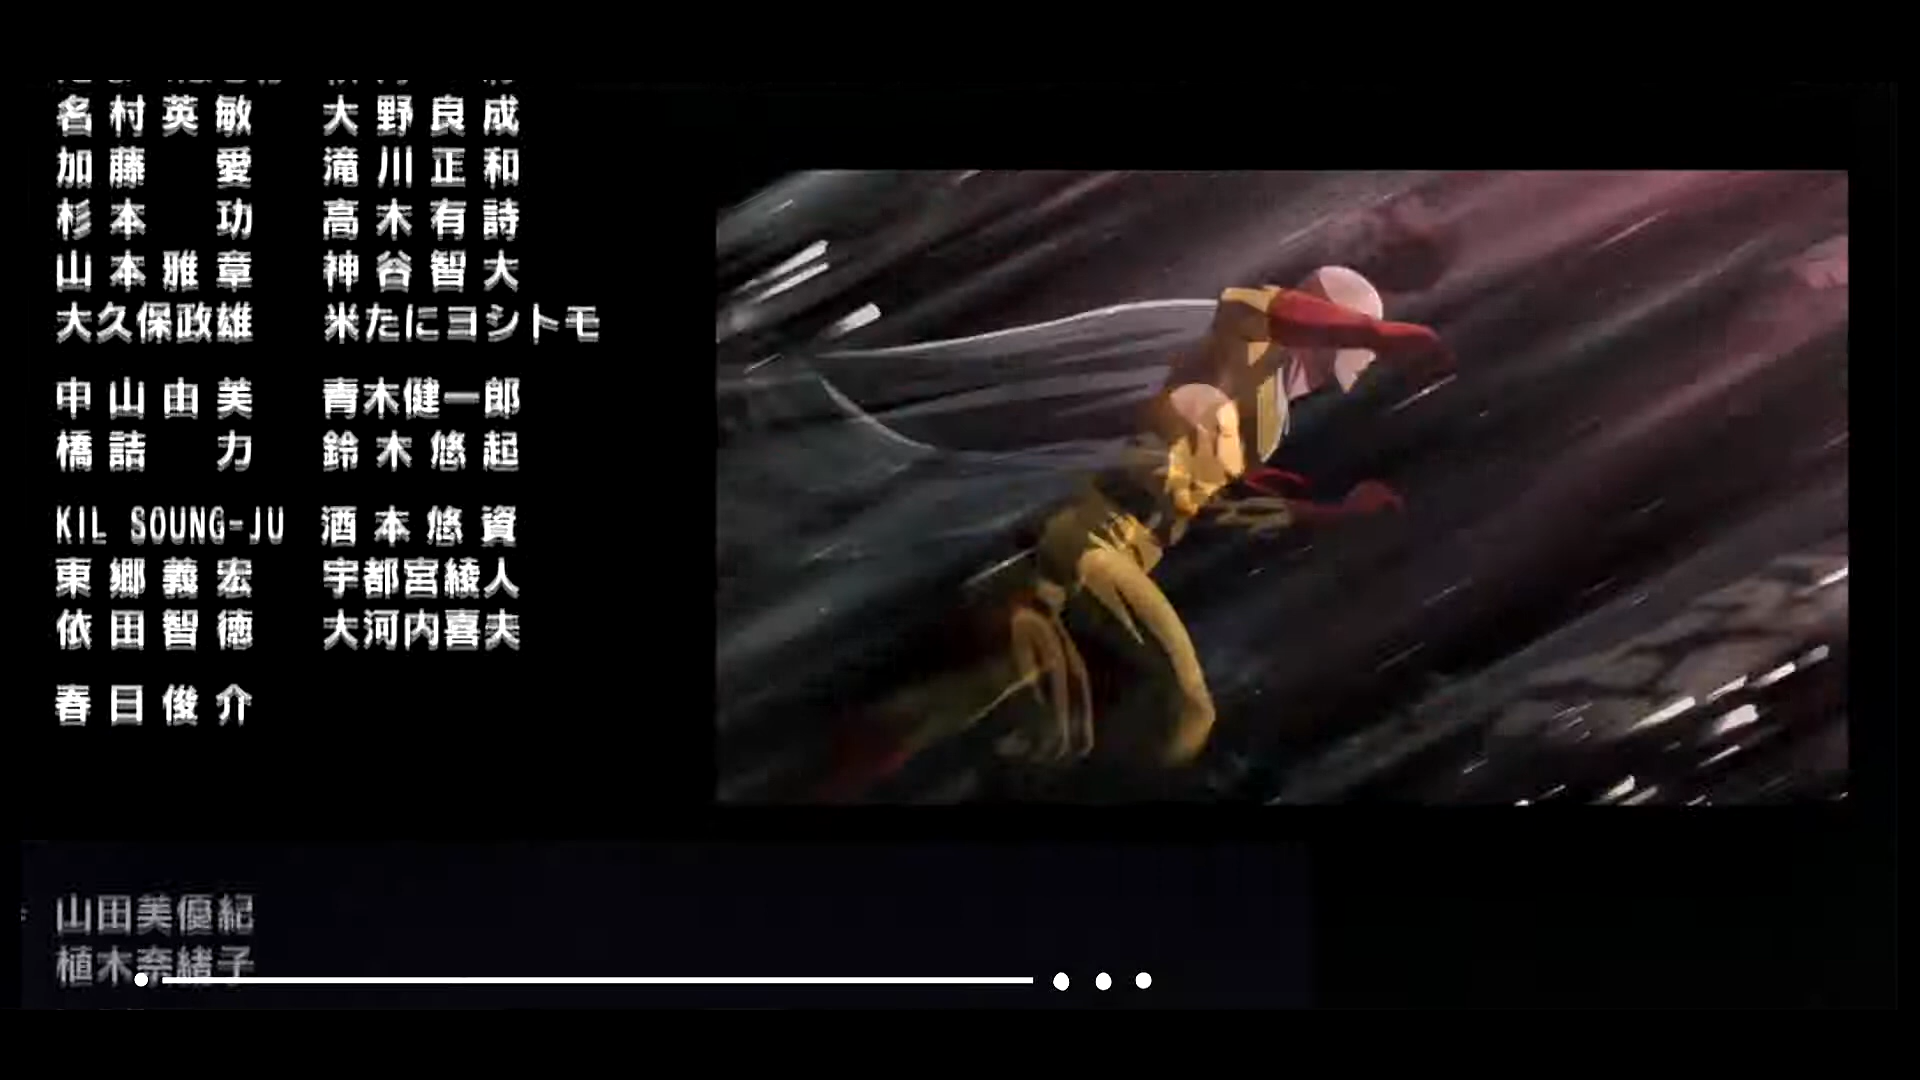 名村英敏 大野良成
加藤 愛 滝川正和
杉本 功 高木有詩
山本雅章 神谷智大
大久保政雄 米たにヨシトモ
中山由美 青木健一郎
橋詰 力 鈴木悠起
KIL SOUNG-JU 酒本悠資
東郷義宏 宇都宮綾人
依田智徳 大河内喜夫
春日俊介
山田美優紀
植木奈緒子